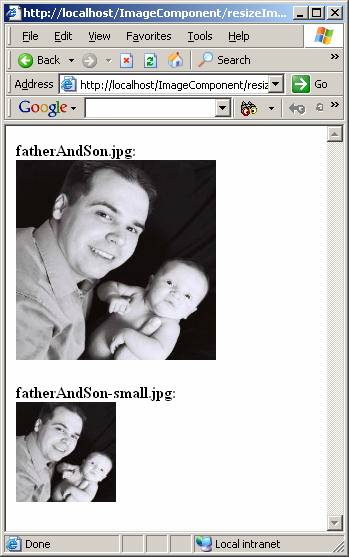 http://localhost/ImageComponent/resizeIm...
File Edit View Favorites Tools Help
Back Search »
Address http://localhost/ImageComponent/resiz Go
Google »
fatherAndSon.jpg:
fatherAndSon-small.jpg:
Done Local intranet